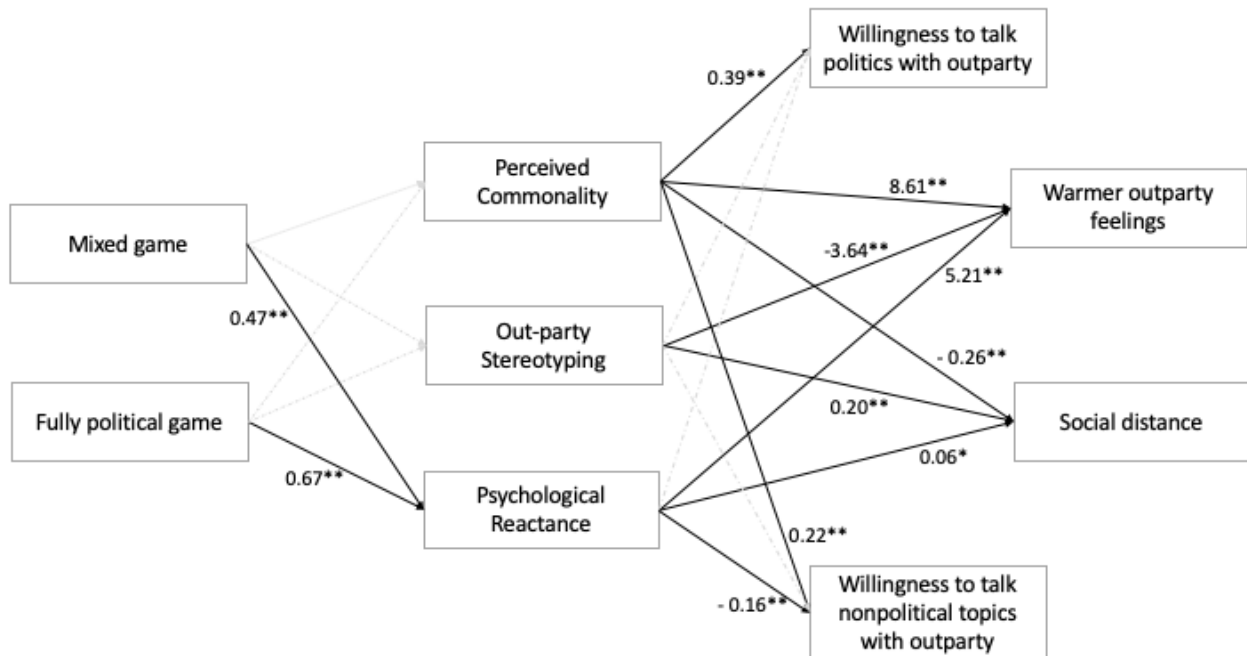 Willingness to talk
politics with outparty
0.39**
Perceived
Commonality
8.61**
Warmer outparty
feelings
Mixed game
-3.64**
5.21**
0.47**
Out-party
Stereotyping
- 0.26**
Fully political game
0.20**
Social distance
0.06*
0.67**
Psychological
Reactance
0.22**
- 0.16**
Willingness to talk
nonpolitical topics
with outparty